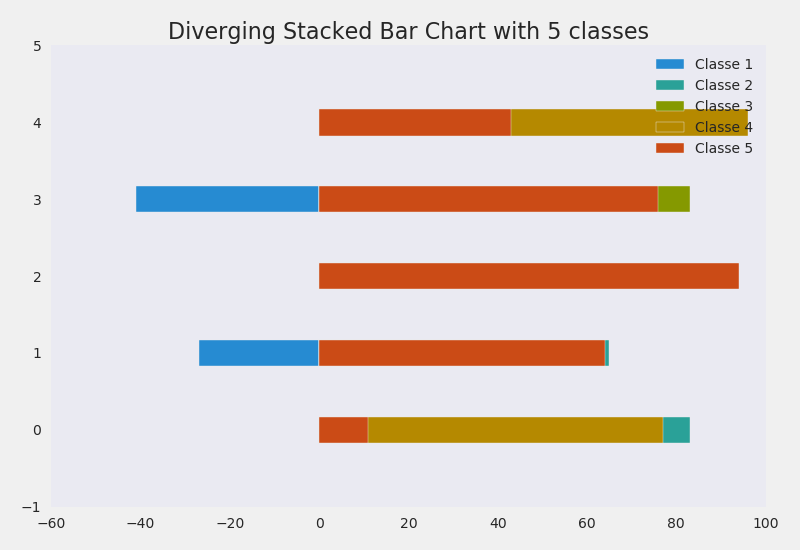 Diverging Stacked Bar Chart with 5 classes
5
4
3
2
1
0
−1
−60 −40 −20 0 20 40 60 80 100
Classe 1
Classe 2
Classe 3
Classe 4
Classe 5